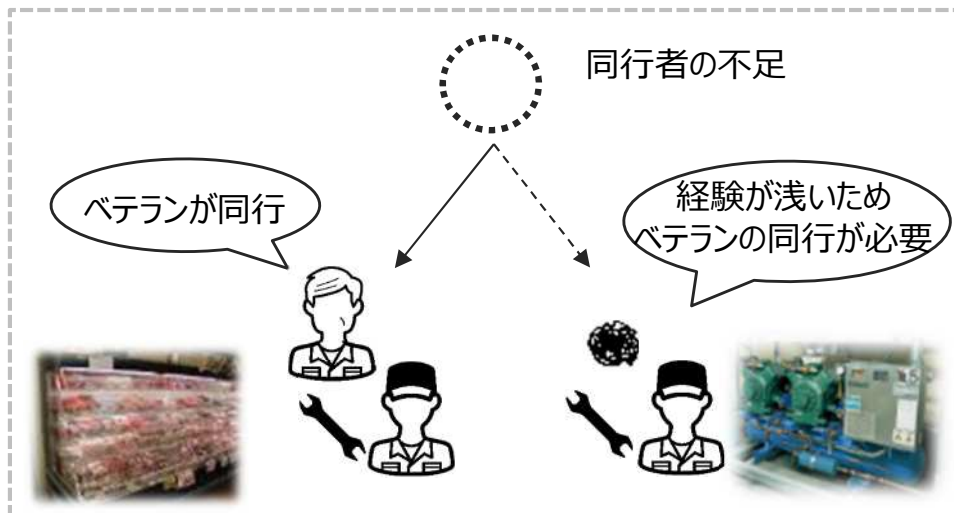 同行者の不足
ベテランが同行
経験が浅いため
ベテランの同行が必要